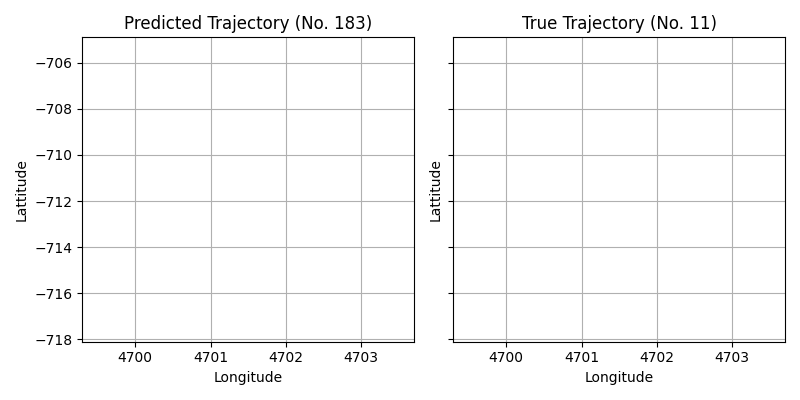 Predicted Trajectory (No. 183)
True Trajectory (No. 11)
−706
−708
−710
−712
−714
−716
−718
Lattitude
Lattitude
4700 4701 4702 4703
4700 4701 4702 4703
Longitude
Longitude